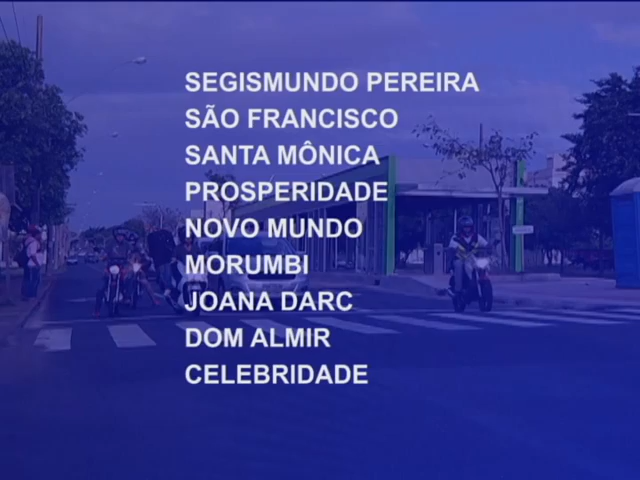 SEGISMUNDO PEREIRA
SÃO FRANCISCO
SANTA MÔNICA
PROSPERIDADE
NOVO MUNDO
MORUMBI
JOANA DARC
DOM ALMIR
CELEBRIDADE